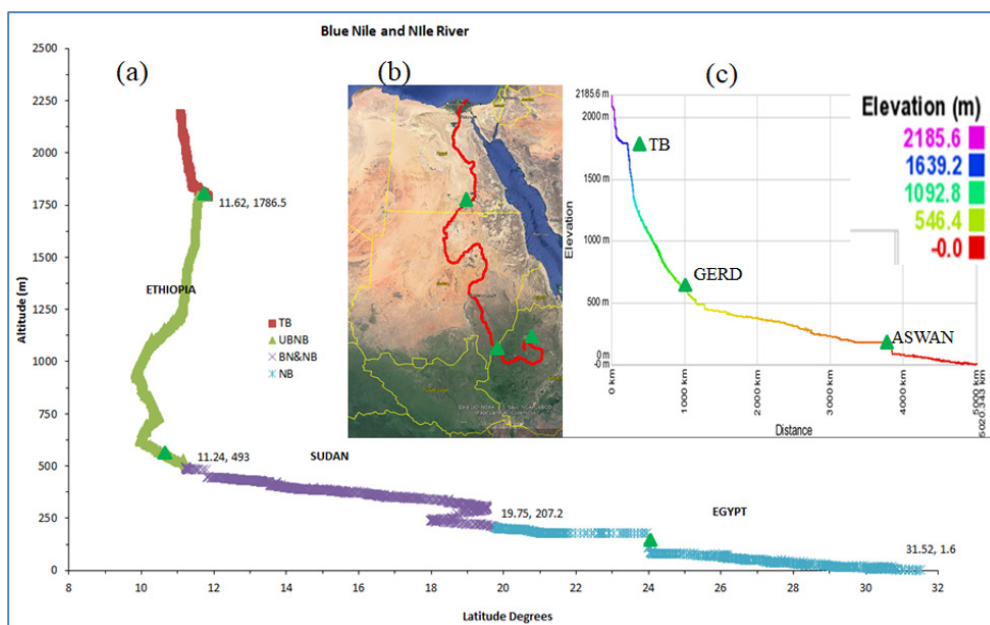 Blue Nile and NIle River
(a)
(b)
(c)
Altitude (m)
2500
2250
2000
1750
1500
1250
1000
750
500
250
0
8
10
12
14
16
18
20
22
24
26
28
30
32
Latitude Degrees
11.62, 1786.5
ETHIOPIA
TB
UBNB
BN&NB
NB
11.24, 493
SUDAN
19.75, 207.2
EGYPT
31.52, 1.6
Elevation
2185.6 m
2000 m
1000 m
500 m
0 m
-0 m
0 km
1000 km
2000 km
3000 km
4000 km
5000 km
5020.343 km
Distance
TB
GERD
ASWAN
Elevation (m)
2185.6
1639.2
1092.8
546.4
-0.0